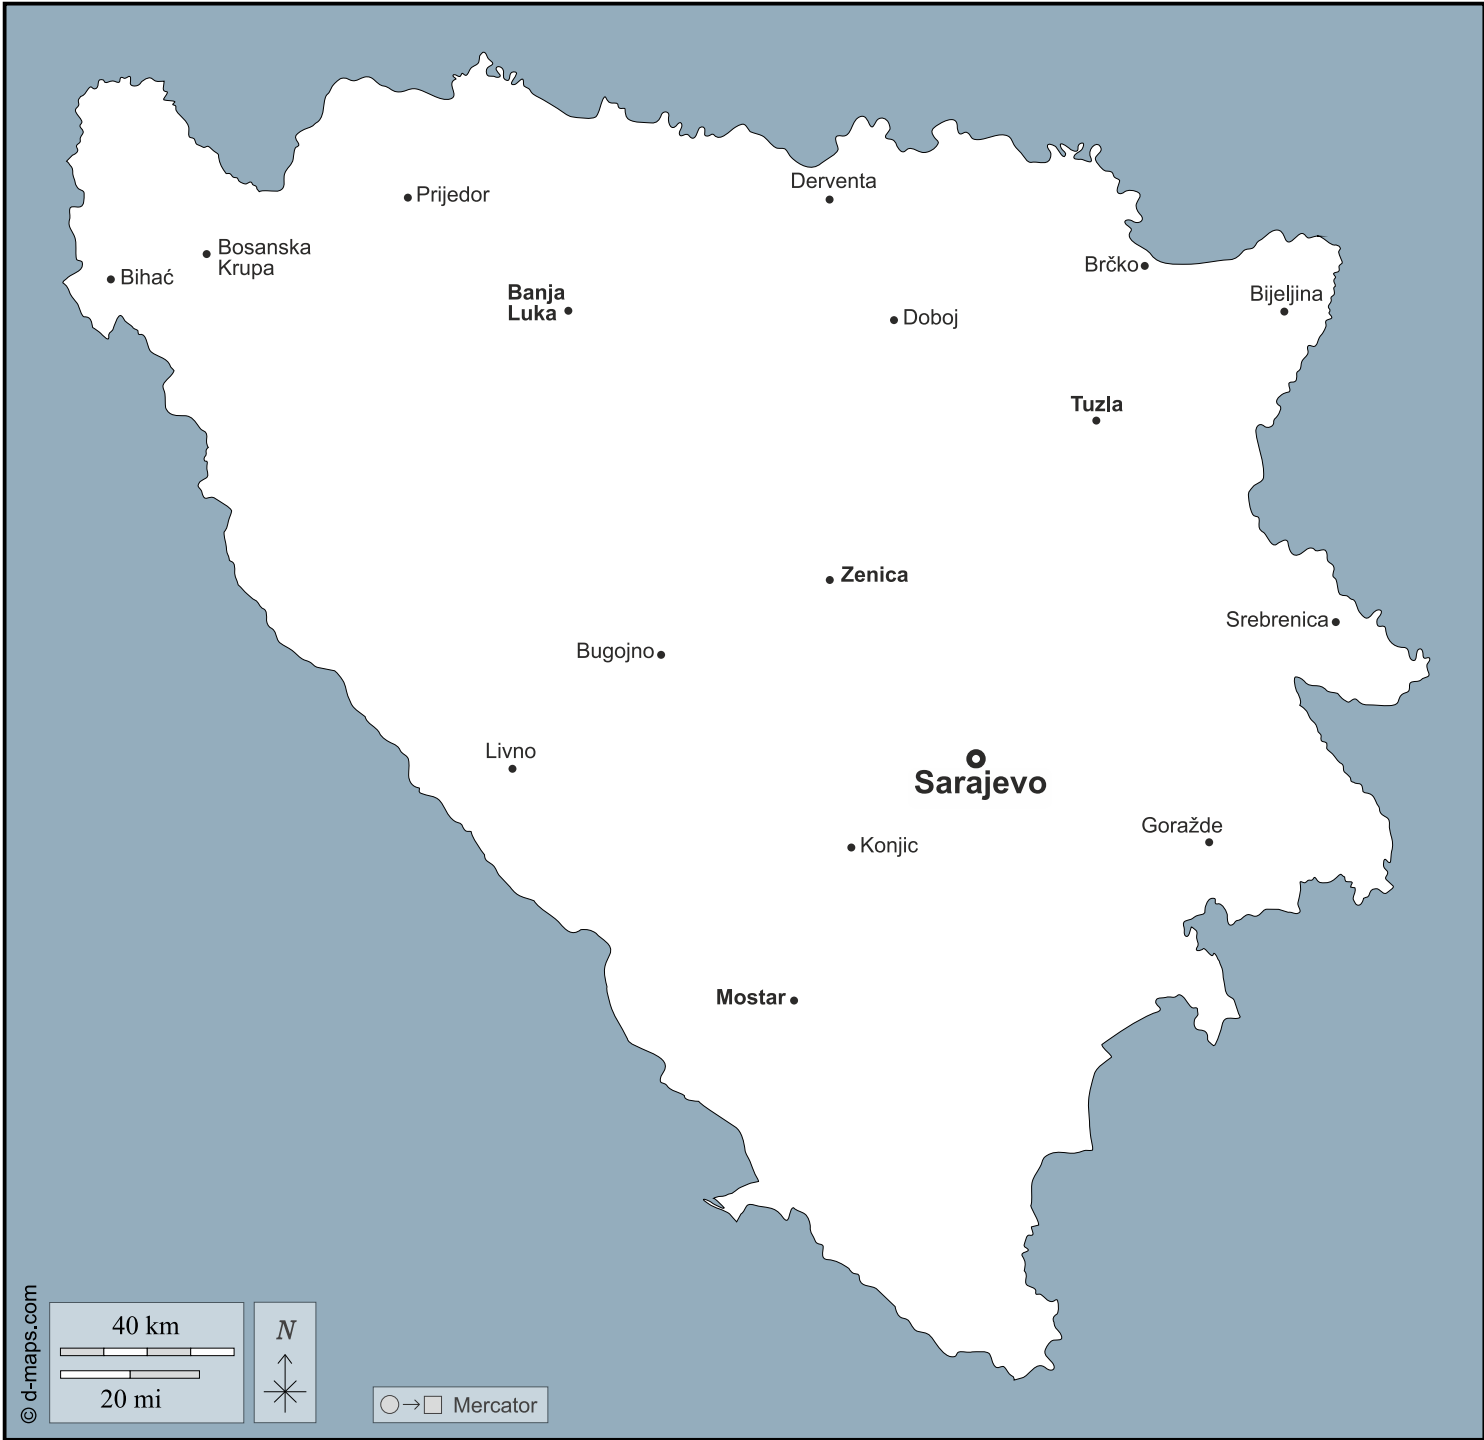 Derventa
Prijedor
Bosanska
Krupa
Bihać
Brčko
Banja
Luka
Bijeljina
Doboj
Tuzla
Zenica
Srebrenica
Bugojno
Livno
Sarajevo
Goražde
Konjic
Mostar
© d-maps.com
40 km
20 mi
N
Mercator